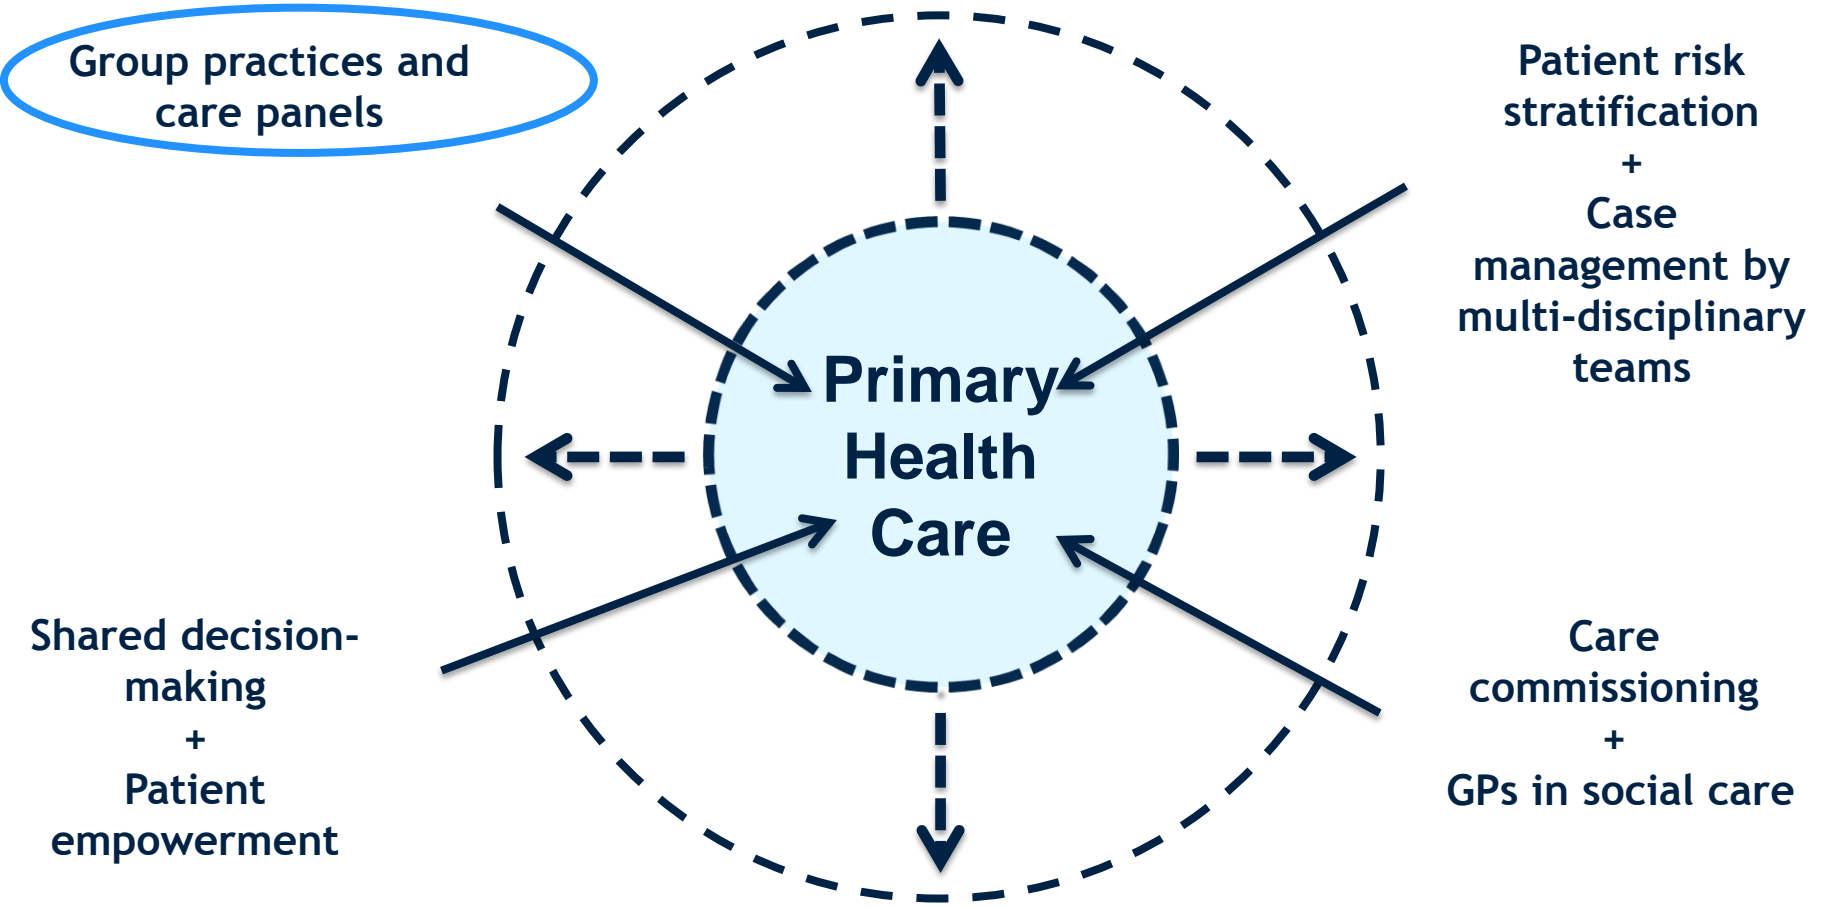 Group practices and
care panels
Patient risk
stratification
+
Case
management by
multi-disciplinary
teams
Primary
Health
Care
Shared decision-
making
+
Patient
empowerment
Care
commissioning
+
GPs in social care